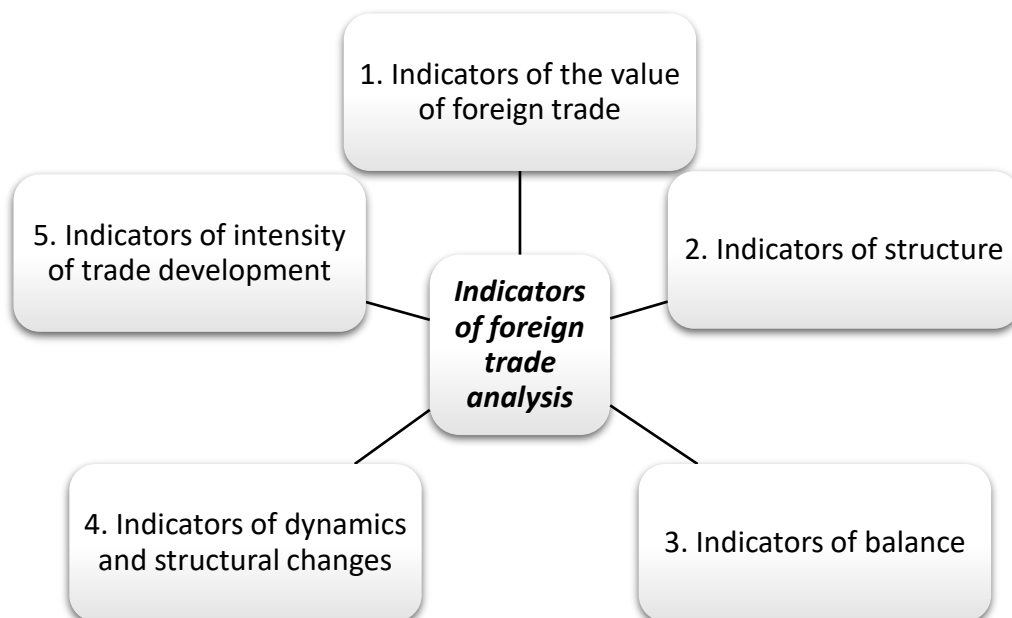 1. Indicators of the value
of foreign trade
2. Indicators of structure
3. Indicators of balance
4. Indicators of dynamics
and structural changes
5. Indicators of intensity
of trade development
Indicators
of foreign
trade
analysis